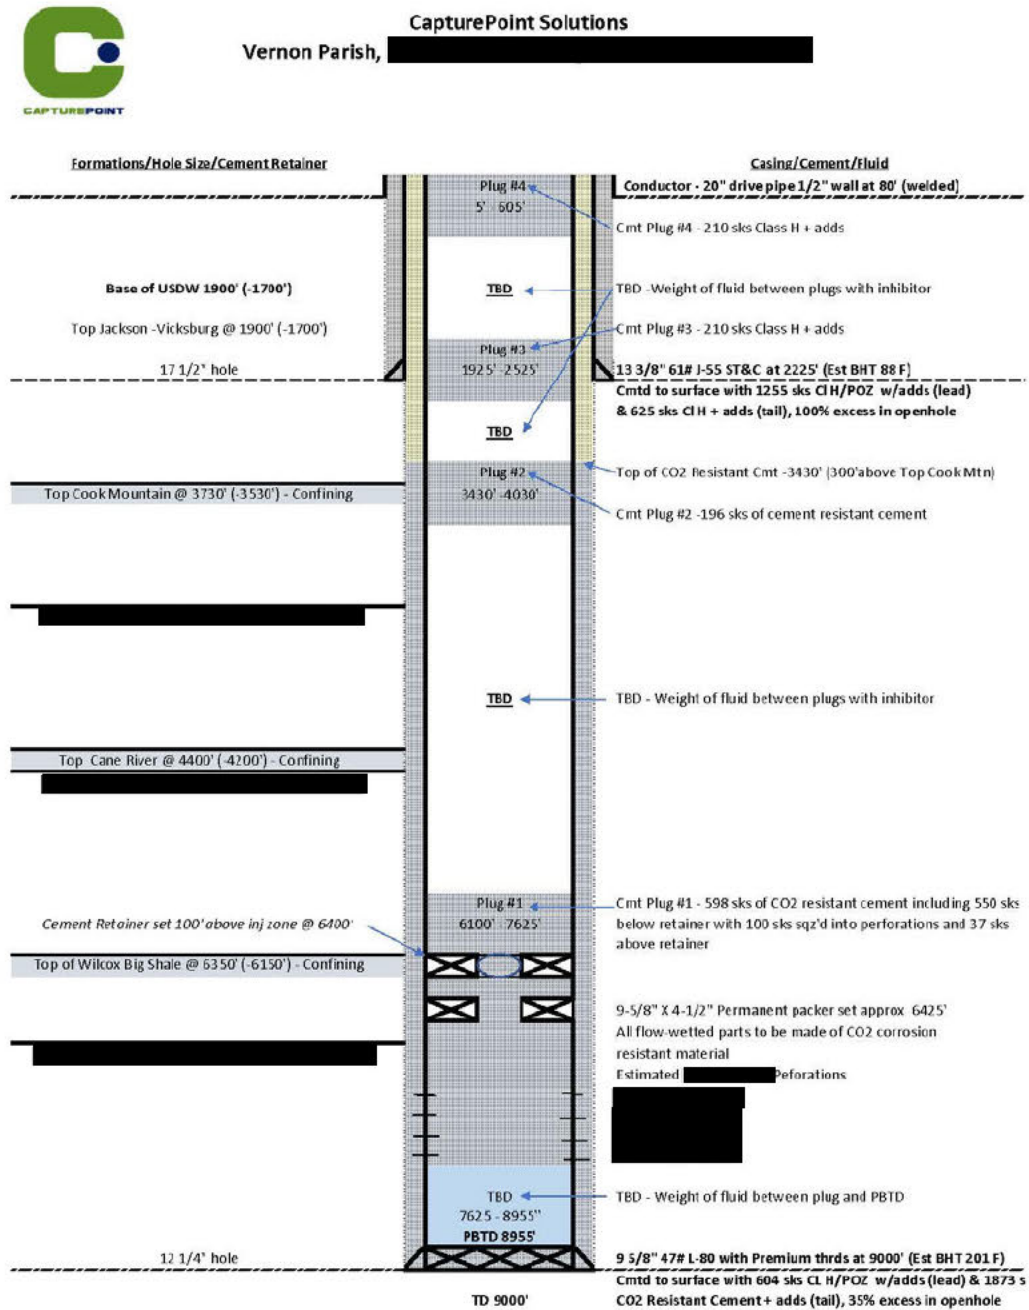 CAPTUREPOINT
CapturePoint Solutions
Vernon Parish,
Formations/Hole Size/Cement Retainer
Casing/Cement/Fluid
Plug #4
5' - 605'
Conductor - 20" drive pipe 1/2" wall at 80' (welded)
Cmt Plug #4 - 210 sks Class H + adds
Base of USDW 1900' (-1700')
TBD
TBD -Weight of fluid between plugs with inhibitor
Top Jackson -Vicksburg @ 1900' (-1700')
Cmt Plug #3 - 210 sks Class H + adds
Plug #3
1925' -2525'
17 1/2" hole
13 3/8" 61# J-55 ST&C at 2225' (Est BHT 88 F)
Cmtd to surface with 1255 sks Cl H/POZ w/adds (lead)
& 625 sks Cl H + adds (tail), 100% excess in openhole
TBD
Plug #2
3430' -4030'
Top of CO2 Resistant Cmt -3430' (300'above Top Cook Mtn)
Top Cook Mountain @ 3730' (-3530') - Confining
Cmt Plug #2 -196 sks of cement resistant cement
TBD
TBD - Weight of fluid between plugs with inhibitor
Top Cane River @ 4400' (-4200') - Confining
Plug #1
6100' - 7625'
Cmt Plug #1 - 598 sks of CO2 resistant cement including 550 sks
below retainer with 100 sks sqz'd into perforations and 37 sks
above retainer
Cement Retainer set 100' above inj zone @ 6400'
Top of Wilcox Big Shale @ 6350' (-6150') - Confining
9-5/8" X 4-1/2" Permanent packer set approx 6425'
All flow-wetted parts to be made of CO2 corrosion
resistant material
Estimated
Peforations
TBD
7625 - 8955''
PBTD 8955'
TBD - Weight of fluid between plug and PBTD
12 1/4" hole
9 5/8" 47# L-80 with Premium thrds at 9000' (Est BHT 201 F)
Cmtd to surface with 604 sks CL H/POZ w/adds (lead) & 1873 s
CO2 Resistant Cement + adds (tail), 35% excess in openhole
TD 9000'